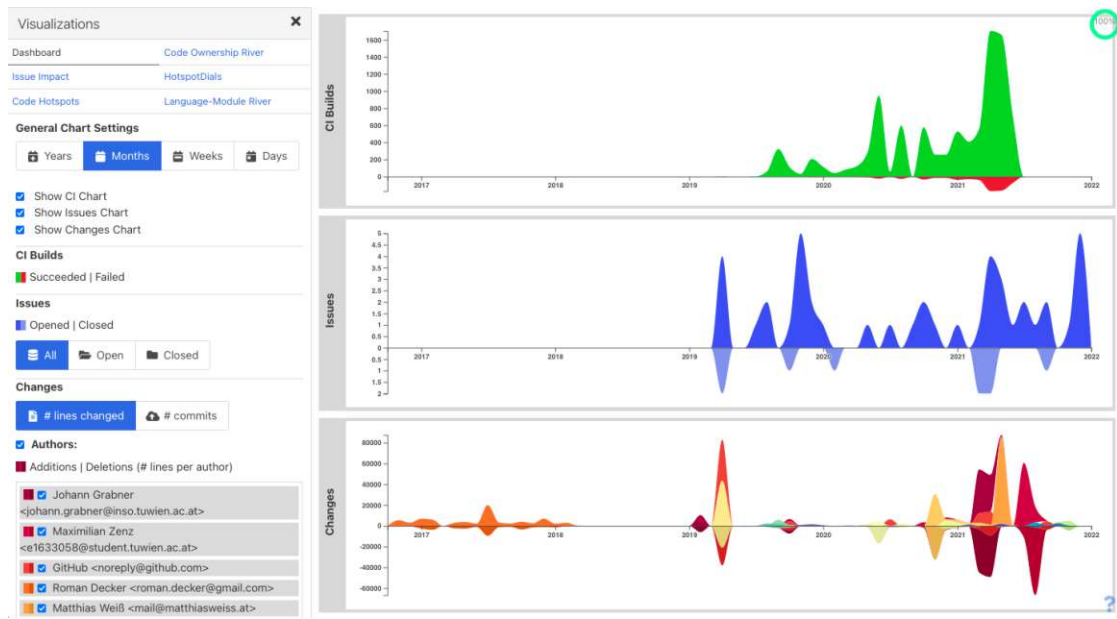 Visualizations
Dashboard Code Ownership River
Issue Impact HotspotDials
Code Hotspots Language-Module River
General Chart Settings
Years Months Weeks Days
Show CI Chart
Show Issues Chart
Show Changes Chart
CI Builds
Succeeded | Failed
Issues
Opened | Closed
All Open Closed
Changes
# lines changed # commits
Authors:
Additions | Deletions (# lines per author)
Johann Grabner
<johann.grabner@inso.tuwien.ac.at>
Maximilian Zenz
<e1633058@student.tuwien.ac.at>
GitHub <noreply@github.com>
Roman Decker <roman.decker@gmail.com>
Matthias Weiß <mail@matthiasweiss.at>
100%
CI Builds
1600
1400
1200
1000
800
600
400
200
0
2017 2018 2019 2020 2021 2022
Issues
5
4.5
4
3.5
3
2.5
2
1.5
1
0.5
0
0.5
1
1.5
2
2017 2018 2019 2020 2021 2022
Changes
80000
60000
40000
20000
0
-20000
-40000
-60000
2017 2018 2019 2020 2021 2022
?